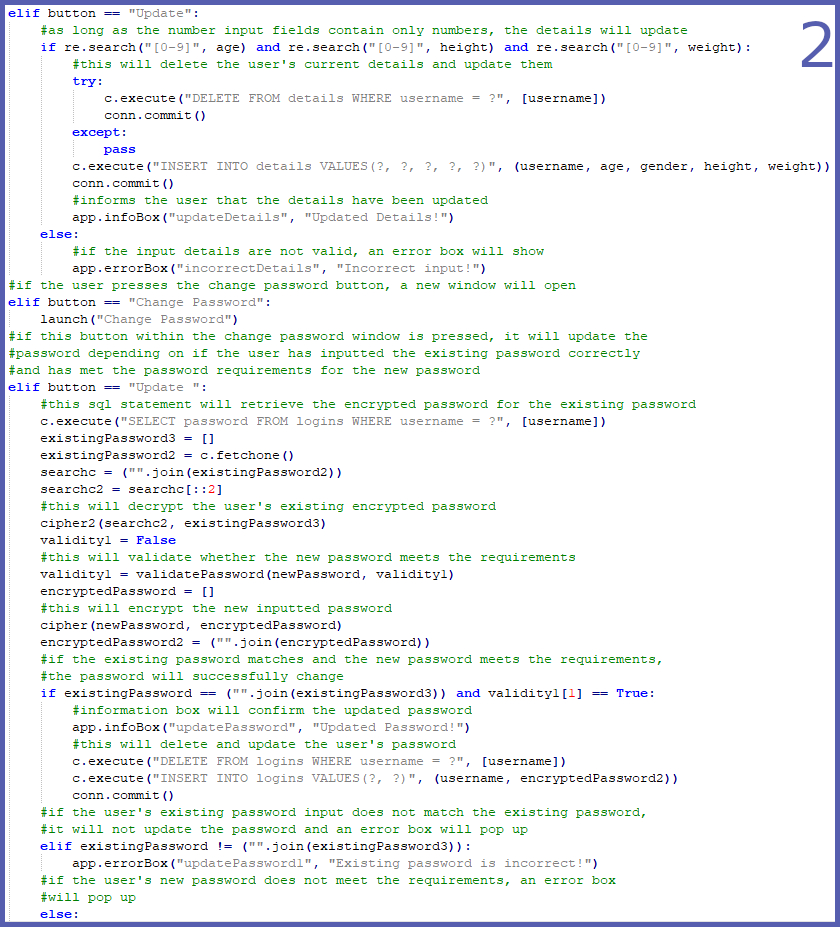 elif button == "Update":
2
#as long as the number input fields contain only numbers, the details will update
if re.search("[0-9]", age) and re.search("[0-9]", height) and re.search("[0-9]", weight):
#this will delete the user's current details and update them
try:
c.execute("DELETE FROM details WHERE username = ?", [username])
conn.commit()
except:
pass
c.execute("INSERT INTO details VALUES(?, ?, ?, ?, ?)", (username, age, gender, height, weight))
conn.commit()
#informs the user that the details have been updated
app.infoBox("updateDetails", "Updated Details!")
else:
#if the input details are not valid, an error box will show
app.errorBox("incorrectDetails", "Incorrect input!")
#if the user presses the change password button, a new window will open
elif button == "Change Password":
launch("Change Password")
#if this button within the change password window is pressed, it will update the
#password depending on if the user has inputted the existing password correctly
#and has met the password requirements for the new password
elif button == "Update ":
#this sql statement will retrieve the encrypted password for the existing password
c.execute("SELECT password FROM logins WHERE username = ?", [username])
existingPassword3 = []
existingPassword2 = c.fetchone()
searchc = ("".join(existingPassword2))
searchc2 = searchc[::2]
#this will decrypt the user's existing encrypted password
cipher2(searchc2, existingPassword3)
validity1 = False
#this will validate whether the new password meets the requirements
validity1 = validatePassword(newPassword, validity1)
encryptedPassword = []
#this will encrypt the new inputted password
cipher(newPassword, encryptedPassword)
encryptedPassword2 = ("".join(encryptedPassword))
#if the existing password matches and the new password meets the requirements,
#the password will successfully change
if existingPassword == ("".join(existingPassword3)) and validity1[1] == True:
#information box will confirm the updated password
app.infoBox("updatePassword", "Updated Password!")
#this will delete and update the user's password
c.execute("DELETE FROM logins WHERE username = ?", [username])
c.execute("INSERT INTO logins VALUES(?, ?)", (username, encryptedPassword2))
conn.commit()
#if the user's existing password input does not match the existing password,
#it will not update the password and an error box will pop up
elif existingPassword != ("".join(existingPassword3)):
app.errorBox("updatePassword1", "Existing password is incorrect!")
#if the user's new password does not meet the requirements, an error box
#will pop up
else: